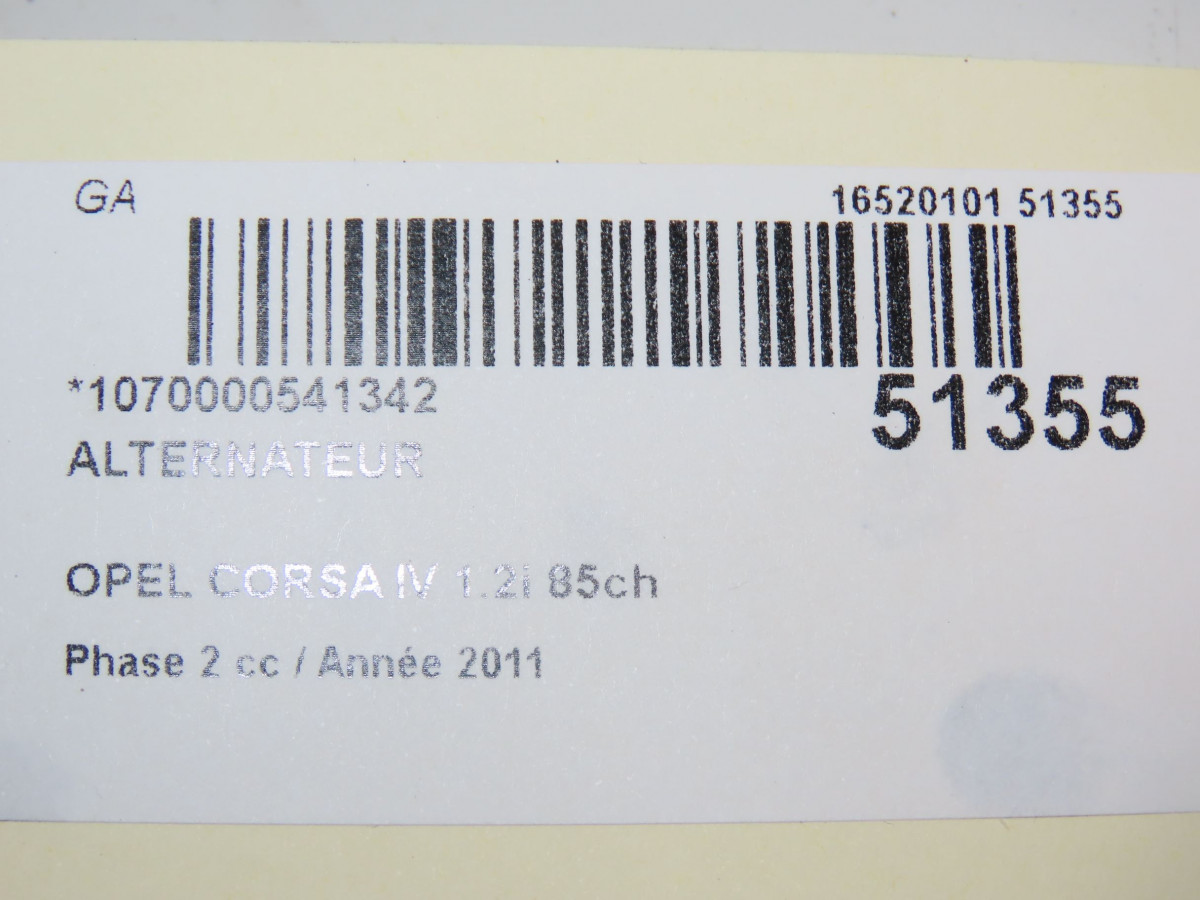 GA
16520101 51355
*1070000541342
51355
ALTERNATEUR
OPEL CORSA IV 1.2i 85ch
Phase 2 cc / Année 2011